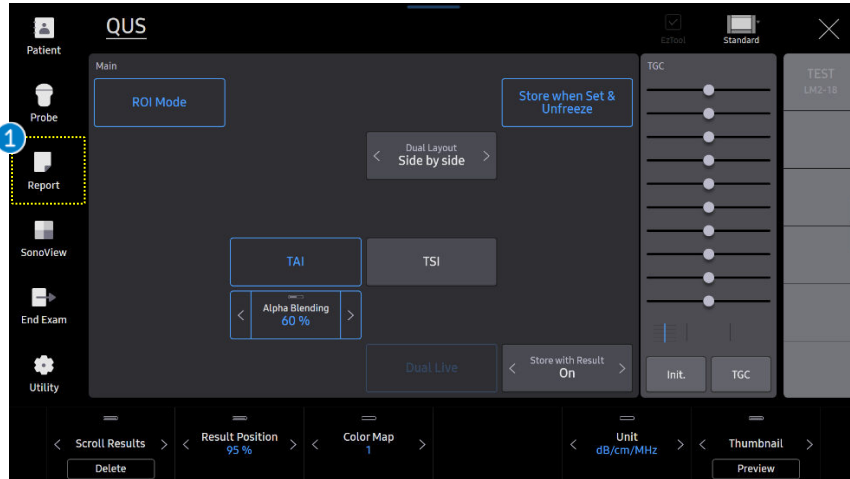 QUS
EzTool
Standard
Patient
Probe
1
Report
SonoView
End Exam
Utility
Main
ROI Mode
Store when Set &
Unfreeze
Dual Layout
Side by side
TAI
TSI
Alpha Blending
60 %
Dual Live
Store with Result
On
TGC
Init.
TGC
TEST
LM2-18
Scroll Results
Delete
Result Position
95 %
Color Map
1
Unit
dB/cm/MHz
Thumbnail
Preview